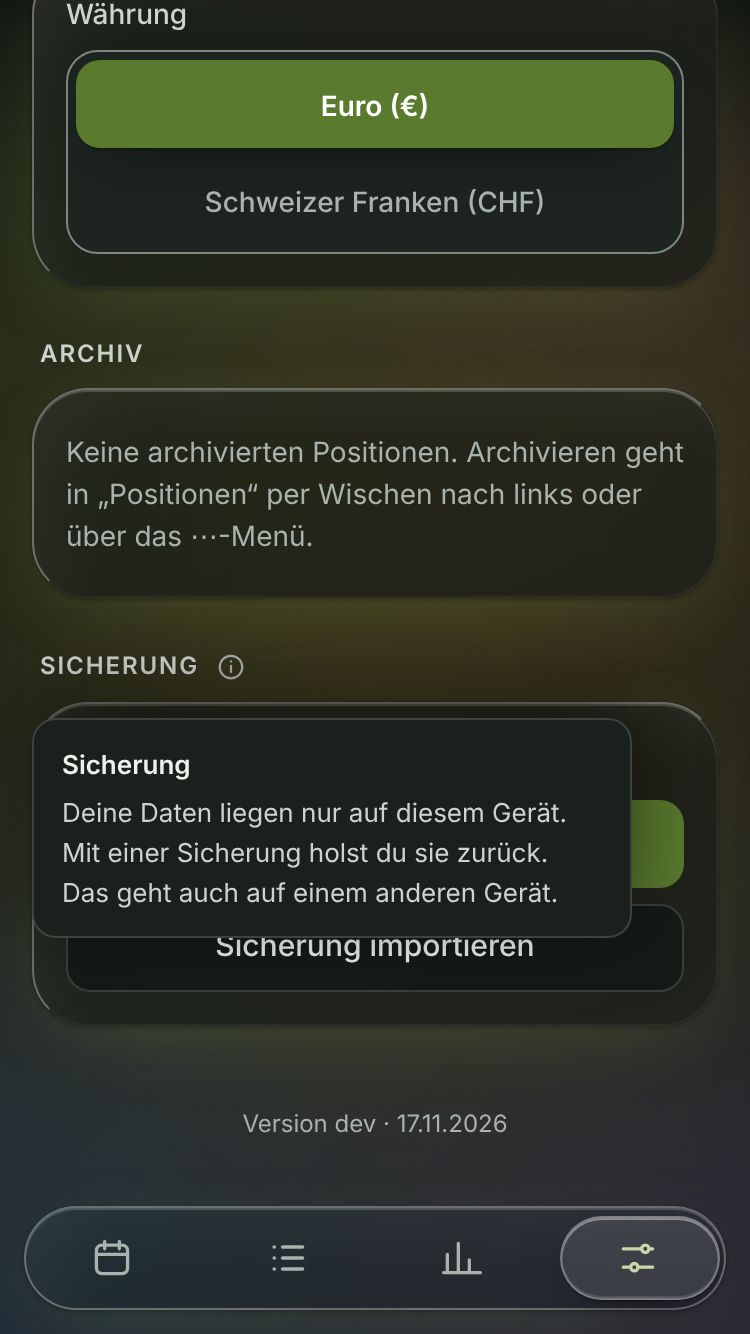 Währung
Euro (€)
Schweizer Franken (CHF)
ARCHIV
Keine archivierten Positionen. Archivieren geht
in „Positionen“ per Wischen nach links oder
über das ···-Menü.
SICHERUNG
Sicherung
Deine Daten liegen nur auf diesem Gerät.
Mit einer Sicherung holst du sie zurück.
Das geht auch auf einem anderen Gerät.
Sicherung importieren
Version dev · 17.11.2026